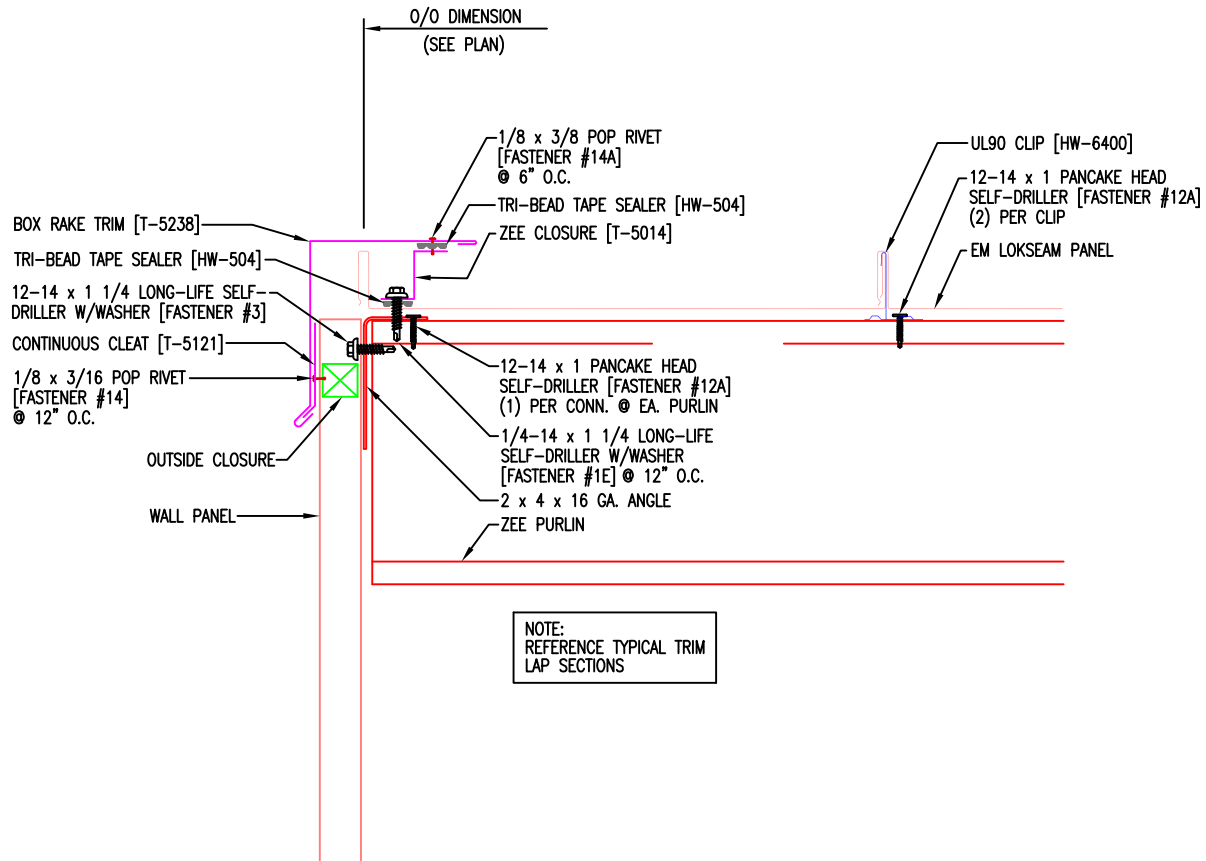 O/O DIMENSION
(SEE PLAN)
1/8 x 3/8 POP RIVET
[FASTENER #14A]
@ 6" O.C.
TRI-BEAD TAPE SEALER [HW-504]
ZEE CLOSURE [T-5014]
UL90 CLIP [HW-6400]
12-14 x 1 PANCAKE HEAD
SELF-DRILLER [FASTENER #12A]
(2) PER CLIP
EM LOKSEAM PANEL
BOX RAKE TRIM [T-5238]
TRI-BEAD TAPE SEALER [HW-504]
12-14 x 1 1/4 LONG-LIFE SELF-
DRILLER W/WASHER [FASTENER #3]
CONTINUOUS CLEAT [T-5121]
1/8 x 3/16 POP RIVET
[FASTENER #14]
@ 12" O.C.
OUTSIDE CLOSURE
WALL PANEL
12-14 x 1 PANCAKE HEAD
SELF-DRILLER [FASTENER #12A]
(1) PER CONN. @ EA. PURLIN
1/4-14 x 1 1/4 LONG-LIFE
SELF-DRILLER W/WASHER
[FASTENER #1E] @ 12" O.C.
2 x 4 x 16 GA. ANGLE
ZEE PURLIN
NOTE:
REFERENCE TYPICAL TRIM
LAP SECTIONS